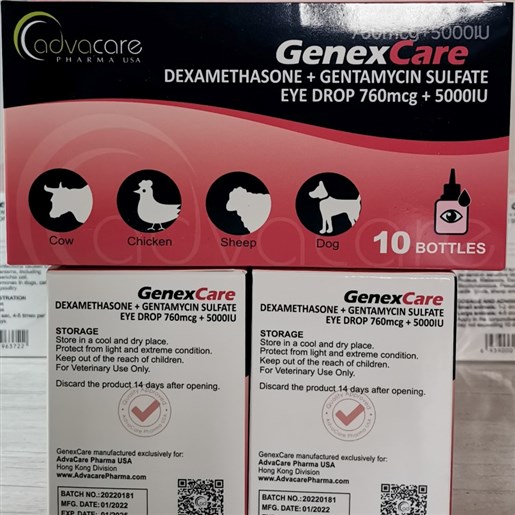 760mcg+5000IU
advacare
PHARMA USA
GenexCare
DEXAMETHASONE + GENTAMYCIN SULFATE
EYE DROP 760mcg + 5000IU
advacare
Cow
Chicken
Sheep
Dog
10 BOTTLES
GenexCare
DEXAMETHASONE + GENTAMYCIN SULFATE
EYE DROP 760mcg + 5000IU
STORAGE
Store in a cool and dry place.
Protect from light and extreme condition.
Keep out of the reach of children.
For Veterinary Use Only.
Discard the product 14 days after opening.
GenexCare manufactured exclusively for:
AdvaCare Pharma USA
Hong Kong Division
www.AdvacarePharma.com
BATCH NO.:20220181
MFG. DATE: 01/2022
GenexCare
DEXAMETHASONE + GENTAMYCIN SULFATE
EYE DROP 760mcg + 5000IU
STORAGE
Store in a cool and dry place.
Protect from light and extreme condition.
Keep out of the reach of children.
For Veterinary Use Only.
Discard the product 14 days after opening.
GenexCare manufactured exclusively for:
AdvaCare Pharma USA
Hong Kong Division
www.AdvacarePharma.com
BATCH NO.:20220181
MFG. DATE: 01/2022